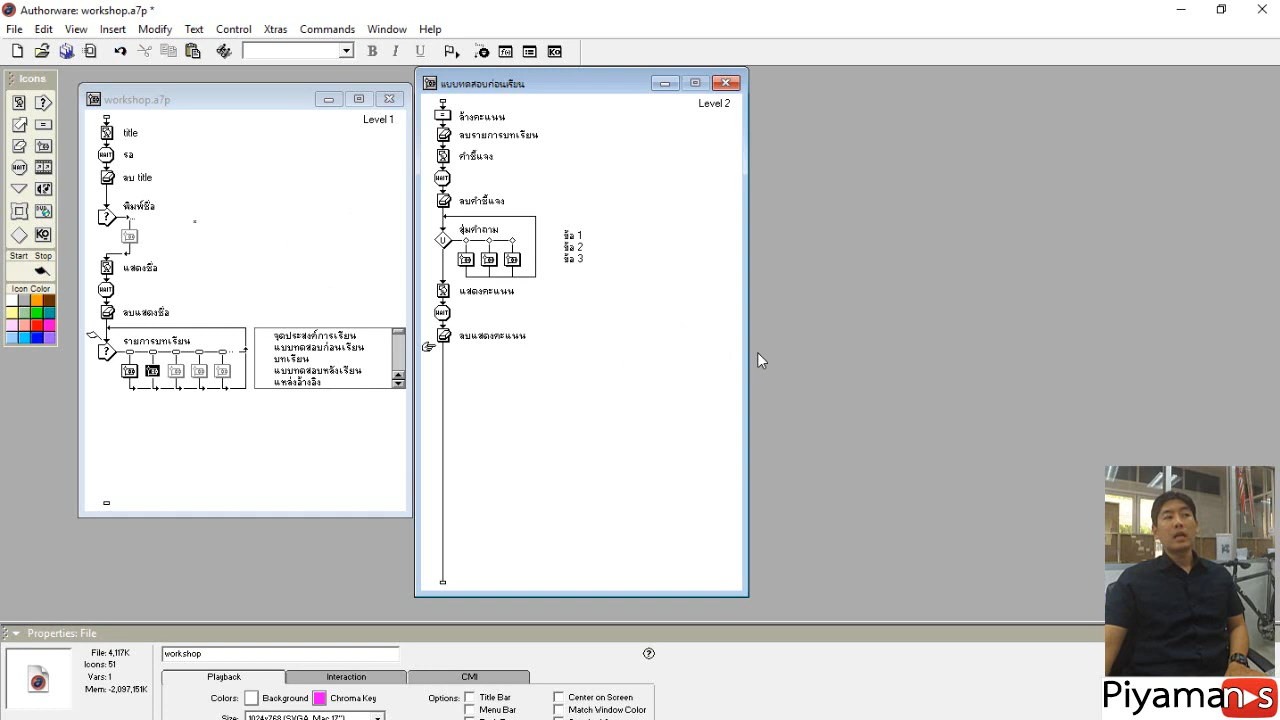 Authorware: workshop.a7p *
File Edit View Insert Modify Text Control Xtras Commands Window Help
Icons
WAIT
KO
Start Stop
Icon Color
workshop.a7p
Level 1
title
WAIT
รอ
ลบ title
พิมพ์ชื่อ
แสดงชื่อ
WAIT
ลบแสดงชื่อ
รายการบทเรียน
จุดประสงค์การเรียน
แบบทดสอบก่อนเรียน
บทเรียน
แบบทดสอบหลังเรียน
แหล่งอ้างอิง
แบบทดสอบก่อนเรียน
Level 2
ล้างคะแนน
ลบรายการบทเรียน
คำชี้แจง
WAIT
ลบคำชี้แจง
สุ่มคำถาม
U
ข้อ 1
ข้อ 2
ข้อ 3
แสดงคะแนน
WAIT
ลบแสดงคะแนน
Properties: File
File: 4,117K
Icons: 51
Vars: 1
Mem: -2,097,151K
workshop
Playback Interaction CMI
Colors: Background Chroma Key
Options: Title Bar Center on Screen
Menu Bar Match Window Color
Size: 1024x768 (SVGA, Mac 17")
Piyamans